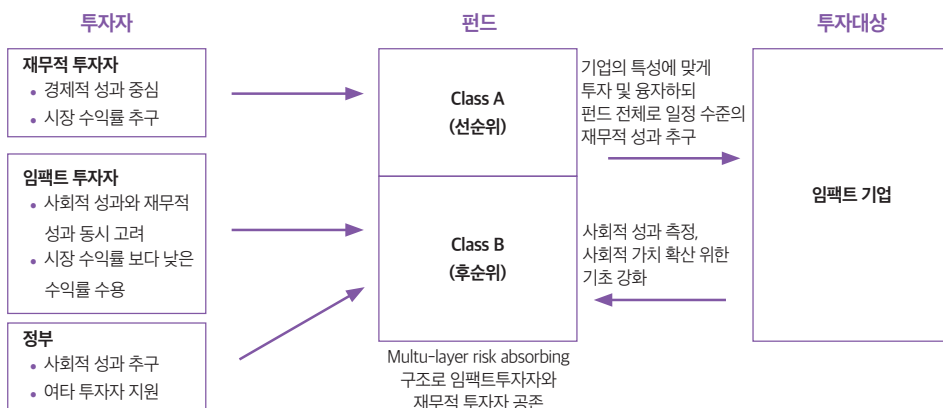 투자자
펀드
투자대상
재무적 투자자
• 경제적 성과 중심
• 시장 수익률 추구
임팩트 투자자
• 사회적 성과와 재무적
성과 동시 고려
• 시장 수익률 보다 낮은
수익률 수용
정부
• 사회적 성과 추구
• 여타 투자자 지원
Class A
(선순위)
Class B
(후순위)
Multu-layer risk absorbing
구조로 임팩트투자자와
재무적 투자자 공존
기업의 특성에 맞게
투자 및 융자하되
펀드 전체로 일정 수준의
재무적 성과 추구
사회적 성과 측정,
사회적 가치 확산 위한
기초 강화
임팩트 기업